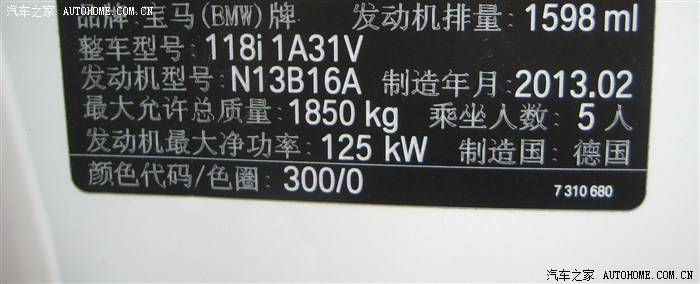 汽车之家 AUTOHOME.COM.CN
品牌: 宝马(BMW)牌 发动机排量: 1598 ml
整车型号: 118i 1A31V
发动机型号: N13B16A 制造年月: 2013.02
最大允许总质量: 1850 kg 乘坐人数: 5 人
发动机最大净功率: 125 kW 制造国: 德国
颜色代码/色圈: 300/0 7 310 680
汽车之家 AUTOHOME.COM.CN